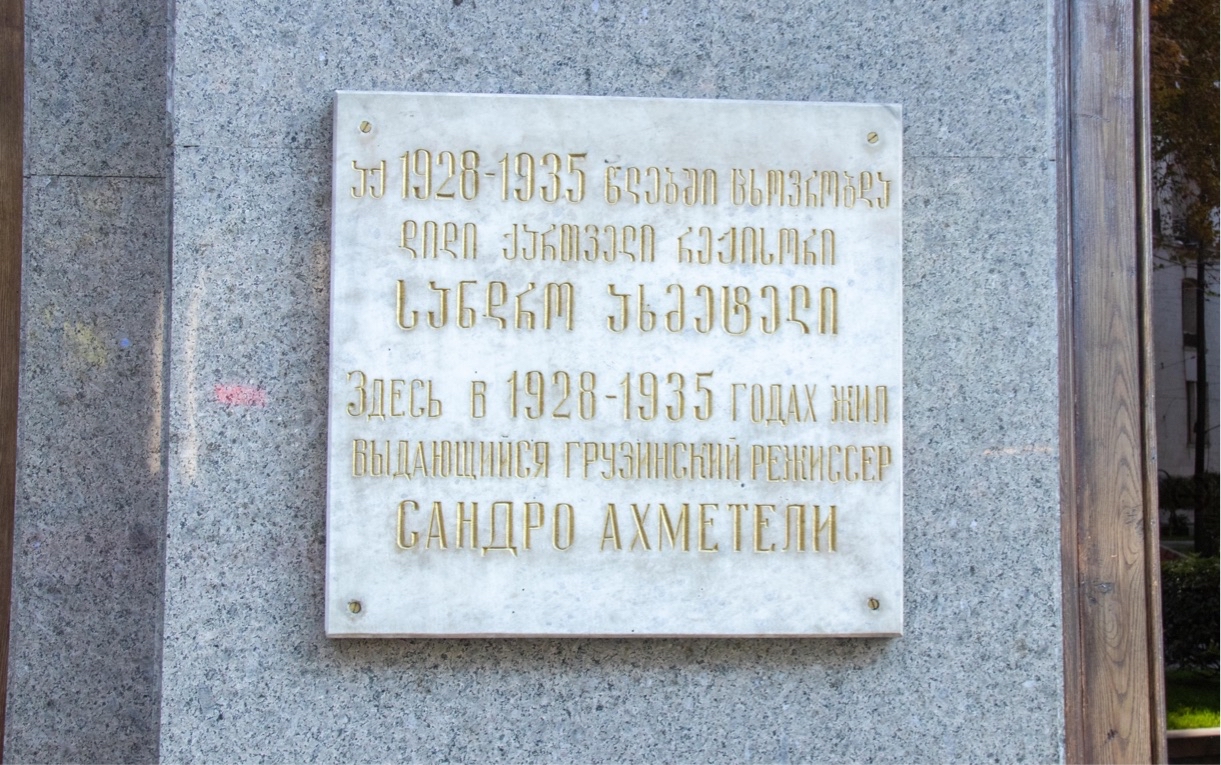 აქ 1928-1935 წლებში ცხოვრობდა
დიდი ქართველი რეჟისორი
სანდრო ახმეტელი
Здесь в 1928-1935 годах жил
выдающийся грузинский режиссер
САНДРО АХМЕТЕЛИ